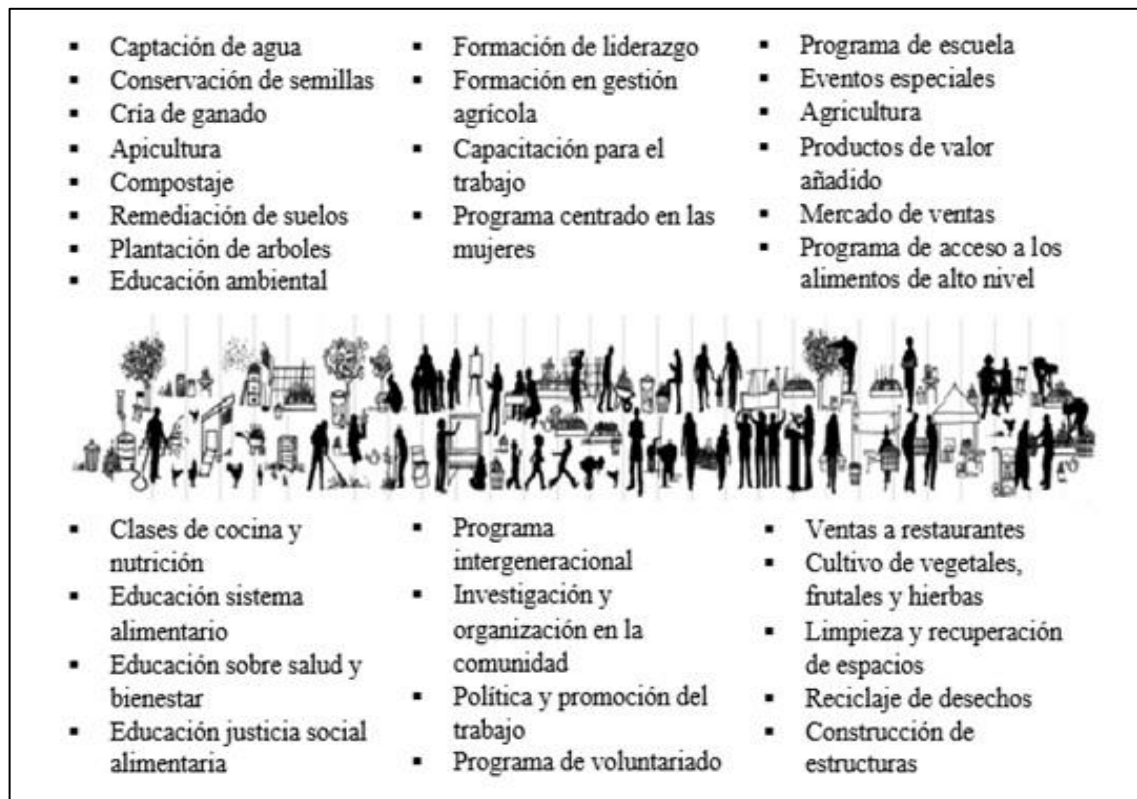 ▪ Captación de agua
▪ Conservación de semillas
▪ Cría de ganado
▪ Apicultura
▪ Compostaje
▪ Remediación de suelos
▪ Plantación de arboles
▪ Educación ambiental
▪ Formación de liderazgo
▪ Formación en gestión
agrícola
▪ Capacitación para el
trabajo
▪ Programa centrado en las
mujeres
▪ Programa de escuela
▪ Eventos especiales
▪ Agricultura
▪ Productos de valor
añadido
▪ Mercado de ventas
▪ Programa de acceso a los
alimentos de alto nivel
▪ Clases de cocina y
nutrición
▪ Educación sistema
alimentario
▪ Educación sobre salud y
bienestar
▪ Educación justicia social
alimentaria
▪ Programa
intergeneracional
▪ Investigación y
organización en la
comunidad
▪ Política y promoción del
trabajo
▪ Programa de voluntariado
▪ Ventas a restaurantes
▪ Cultivo de vegetales,
frutales y hierbas
▪ Limpieza y recuperación
de espacios
▪ Reciclaje de desechos
▪ Construcción de
estructuras